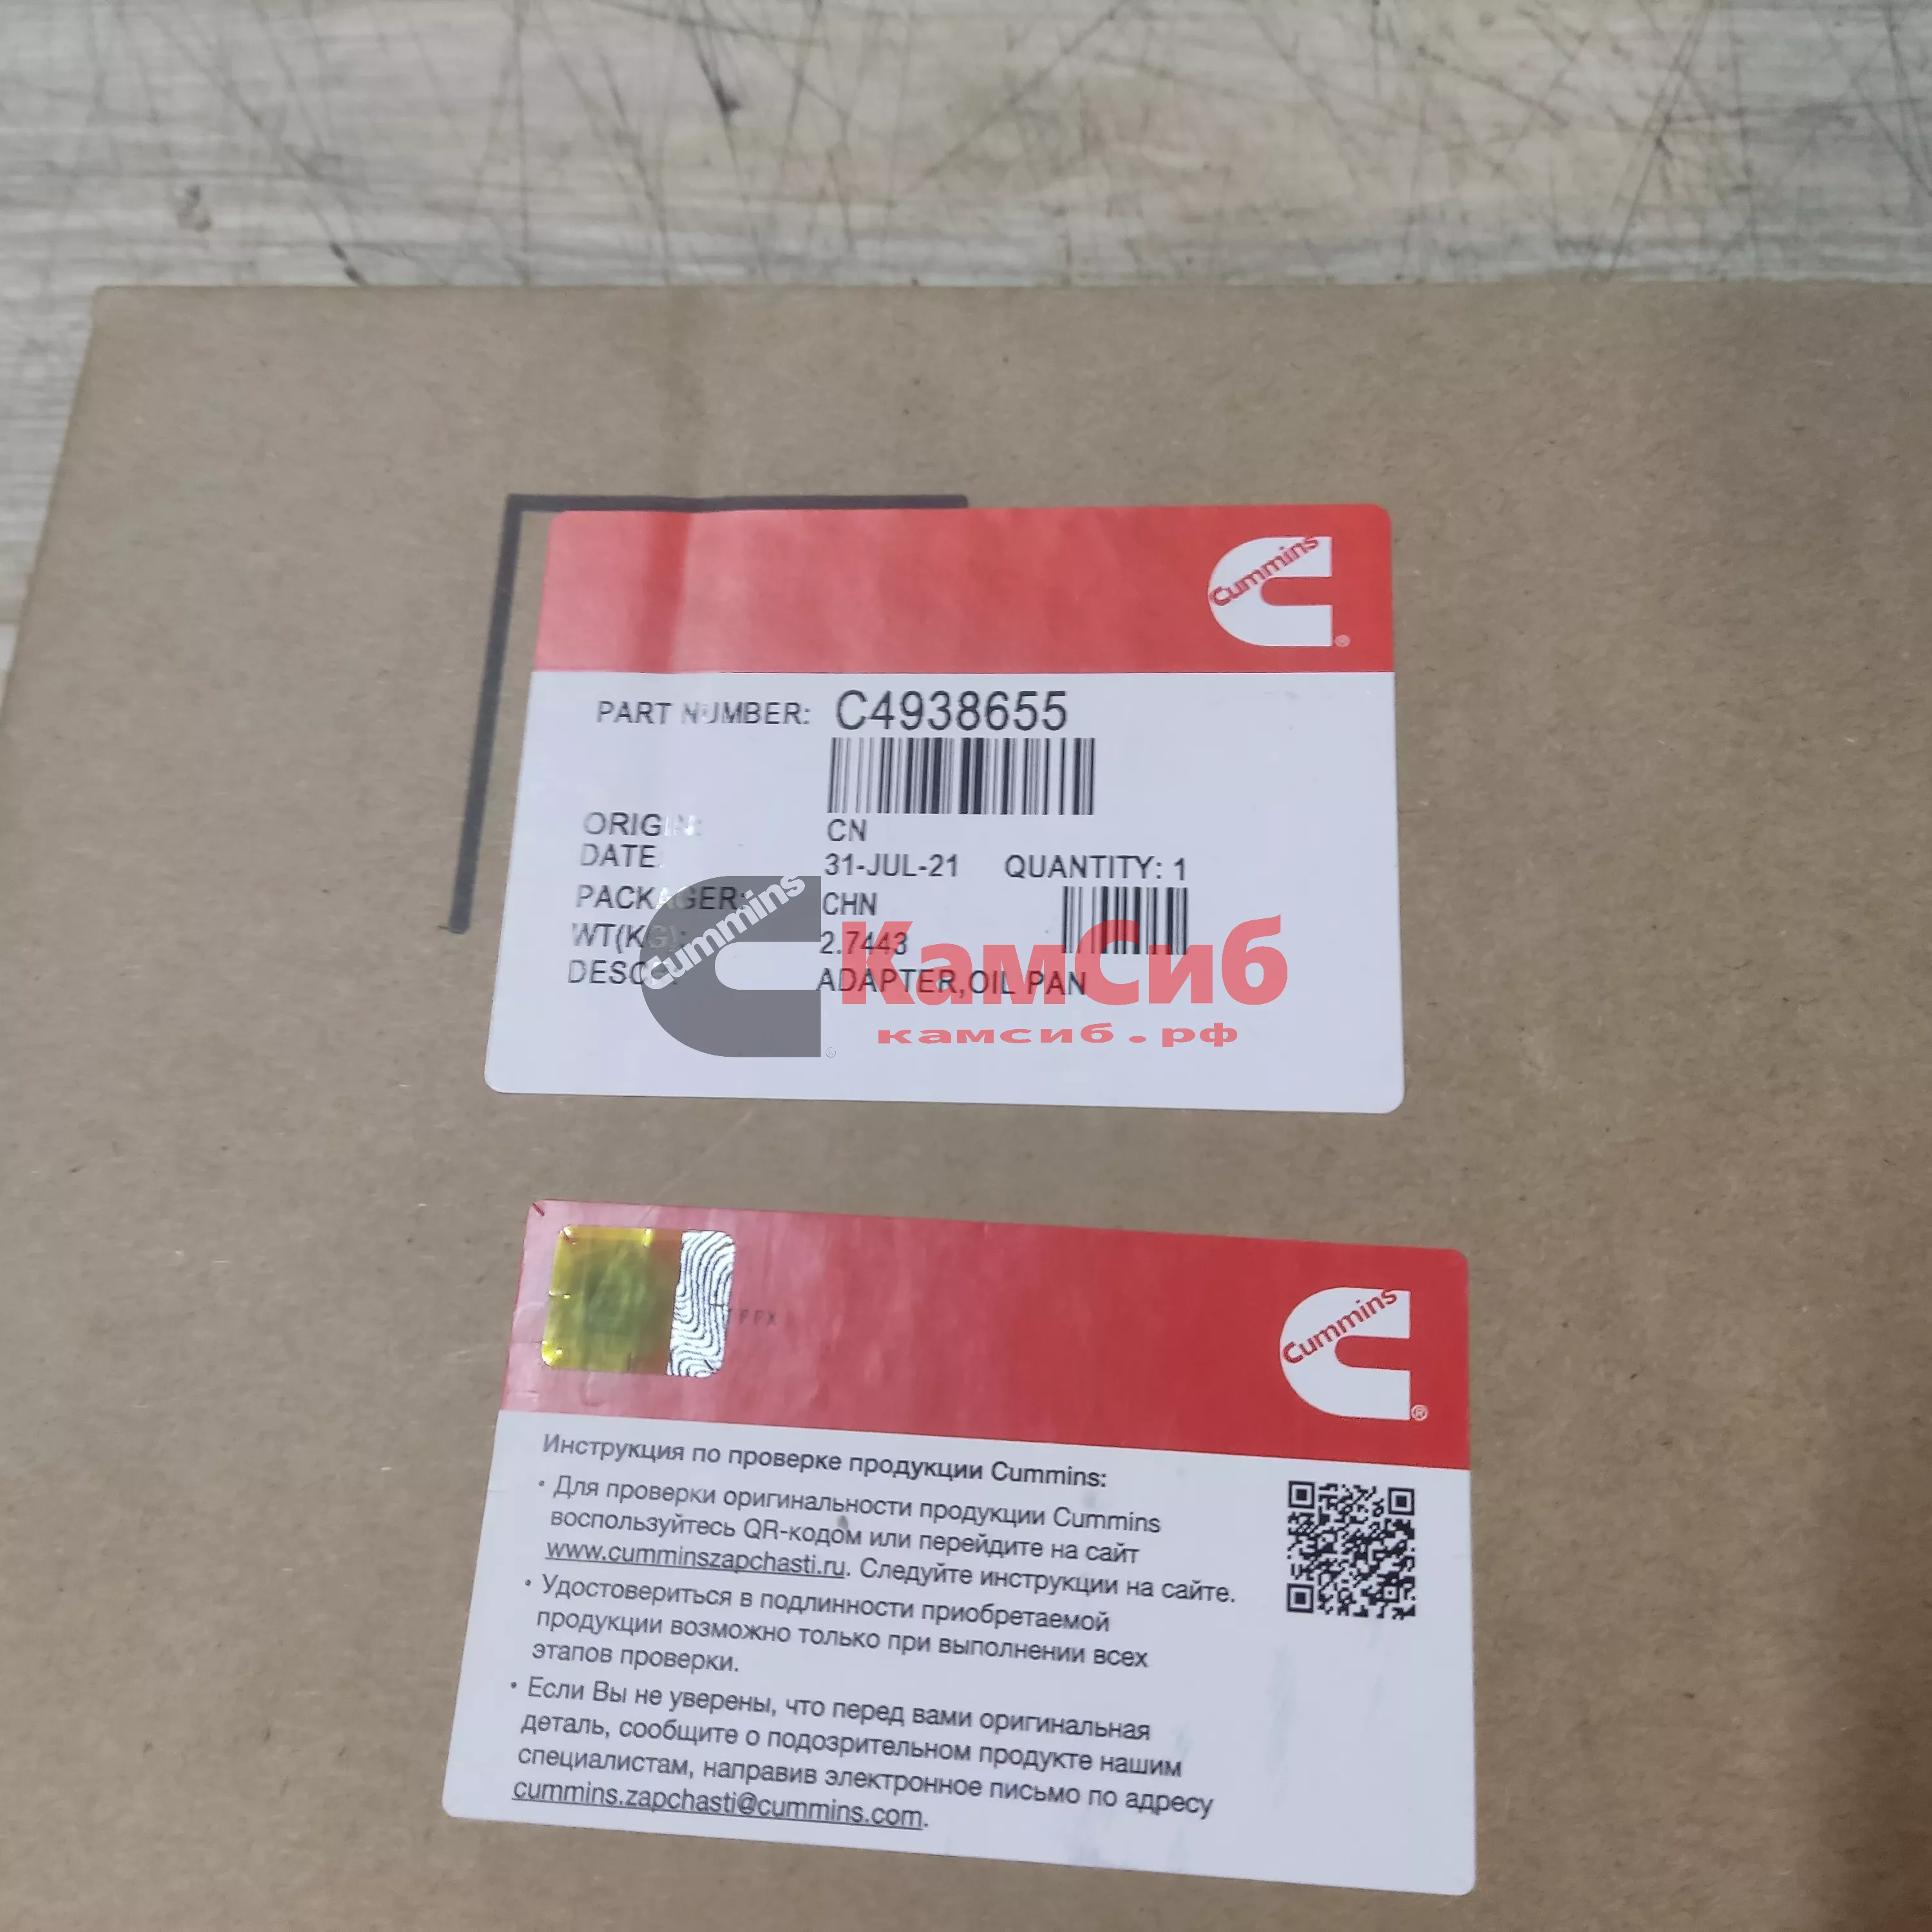 Cummins
®
PART NUMBER: C4938655
ORIGIN: CN
DATE: 31-JUL-21 QUANTITY: 1
PACKAGER: CHN
WT(KG): 2.7443
DESC : ADAPTER,OIL PAN
Cummins
®
КамСиб
камсиб.рф
Cummins
®
Инструкция по проверке продукции Cummins:
• Для проверки оригинальности продукции Cummins
воспользуйтесь QR-кодом или перейдите на сайт
www.cumminszapchasti.ru. Следуйте инструкции на сайте.
• Удостовериться в подлинности приобретаемой
продукции возможно только при выполнении всех
этапов проверки.
• Если Вы не уверены, что перед вами оригинальная
деталь, сообщите о подозрительном продукте нашим
специалистам, направив электронное письмо по адресу
cummins.zapchasti@cummins.com.